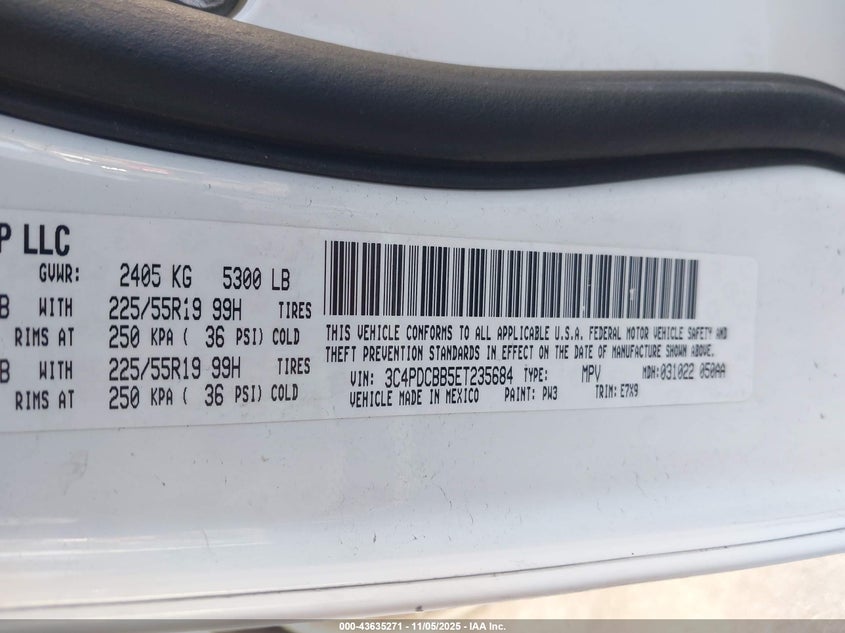 P LLC
GVWR: 2405 KG 5300 LB
B WITH 225/55R19 99H TIRES
RIMS AT 250 KPA ( 36 PSI) COLD
B WITH 225/55R19 99H TIRES
RIMS AT 250 KPA ( 36 PSI) COLD
THIS VEHICLE CONFORMS TO ALL APPLICABLE U.S.A. FEDERAL MOTOR VEHICLE SAFETY AND
THEFT PREVENTION STANDARDS IN EFFECT ON THE DATE OF MANUFACTURE SHOWN ABOVE.
VIN: 3C4PDCBB5ET235684 TYPE: MPV MDH: 031022 050AA
VEHICLE MADE IN MEXICO PAINT: PW3 TRIM: E7X9
000-43635271 - 11/05/2025 - IAA Inc.